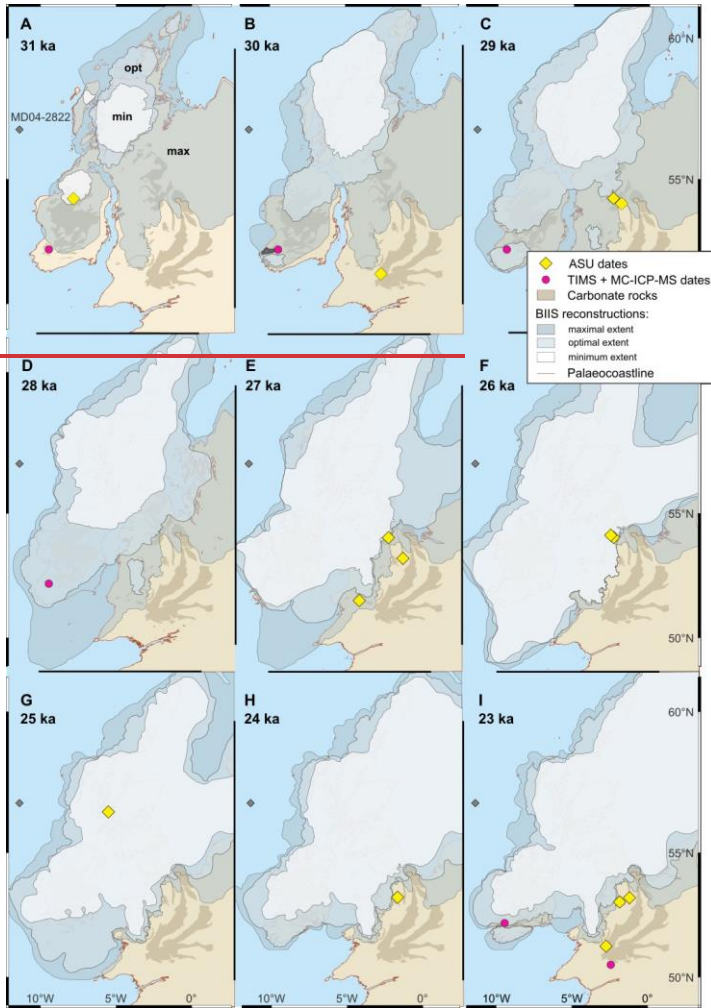 A
31 ka
opt
MD04-2822
min
max
B
30 ka
C
29 ka
60°N
55°N
ASU dates
TIMS + MC-ICP-MS dates
Carbonate rocks
BIIS reconstructions:
maximal extent
optimal extent
minimum extent
Palaeocoastline
D
28 ka
E
27 ka
F
26 ka
55°N
50°N
G
25 ka
H
24 ka
I
23 ka
60°N
55°N
50°N
10°W
5°W
0°
10°W
5°W
0°
10°W
5°W
0°